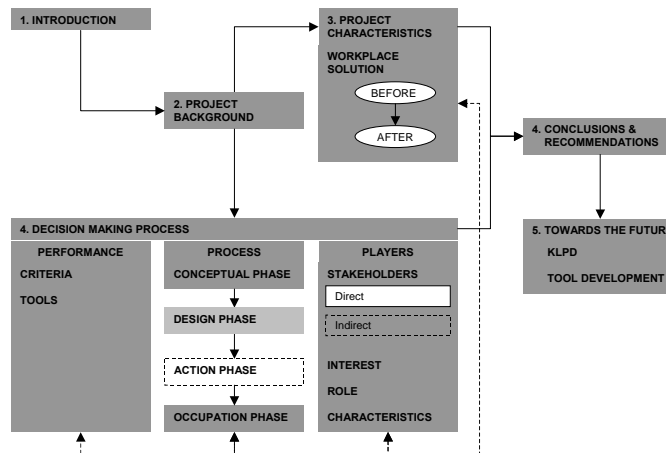 1. INTRODUCTION
2. PROJECT
BACKGROUND
3. PROJECT
CHARACTERISTICS
WORKPLACE
SOLUTION
BEFORE
AFTER
4. CONCLUSIONS &
RECOMMENDATIONS
4. DECISION MAKING PROCESS
PERFORMANCE
CRITERIA
TOOLS
PROCESS
CONCEPTUAL PHASE
DESIGN PHASE
ACTION PHASE
OCCUPATION PHASE
PLAYERS
STAKEHOLDERS
Direct
Indirect
INTEREST
ROLE
CHARACTERISTICS
5. TOWARDS THE FUTUR
KLPD
TOOL DEVELOPMENT